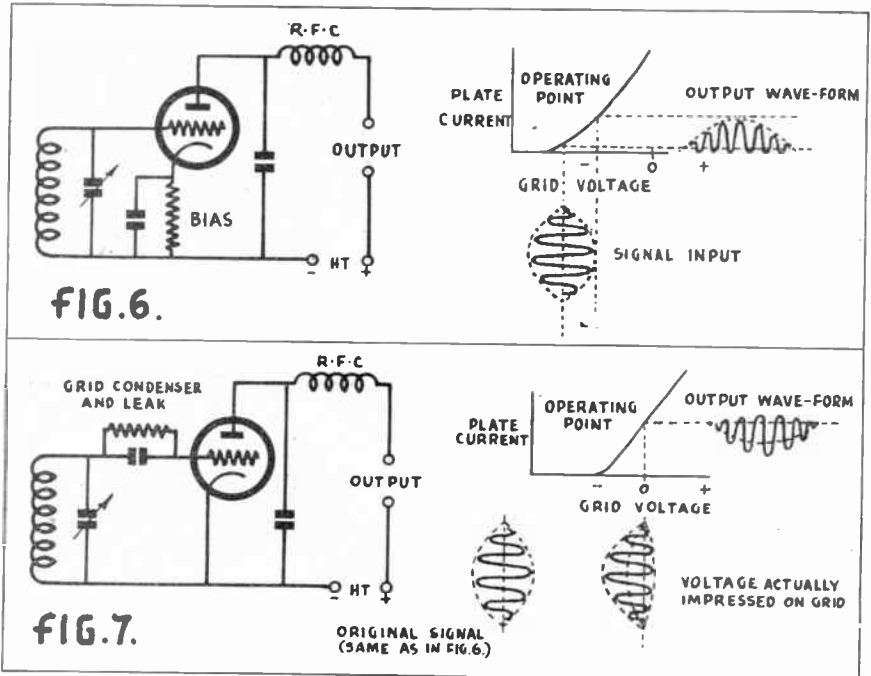 R·F·C
OPERATING
POINT
PLATE
CURRENT
OUTPUT WAVE-FORM
OUTPUT
BIAS
- O +
GRID VOLTAGE
SIGNAL INPUT
- HT +
FIG.6.
R·F·C
GRID CONDENSER
AND LEAK
OPERATING
POINT
PLATE
CURRENT
OUTPUT WAVE-FORM
OUTPUT
- O +
GRID VOLTAGE
- HT +
VOLTAGE ACTUALLY
IMPRESSED ON GRID
FIG.7.
ORIGINAL SIGNAL
(SAME AS IN FIG.6.)